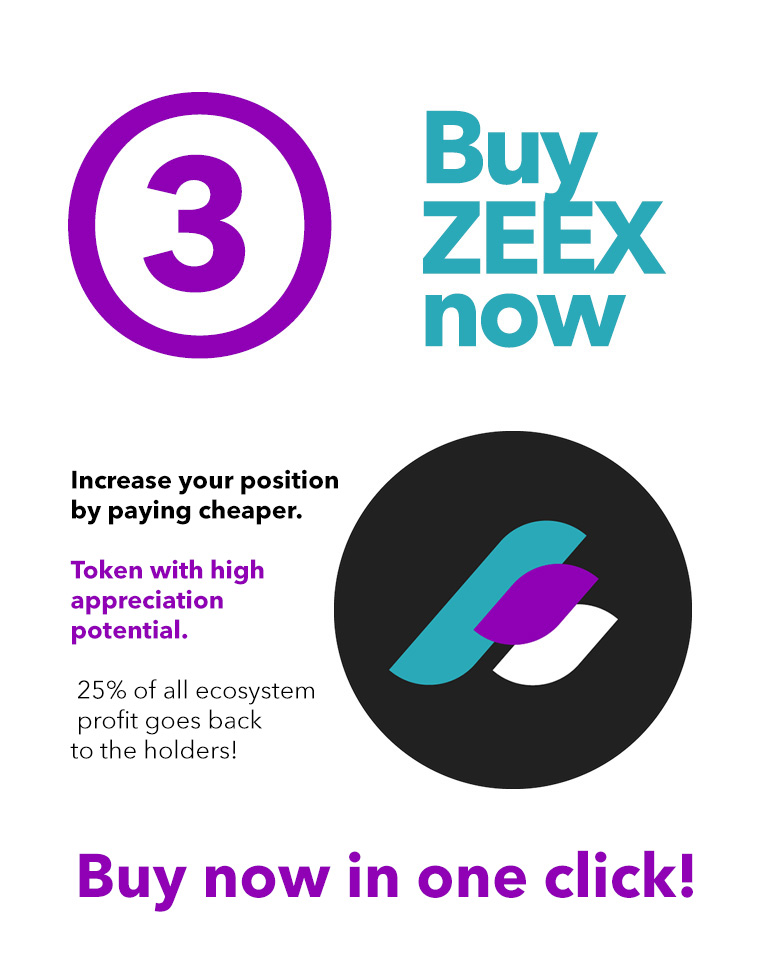 3
Buy
ZEEX
now
Increase your position
by paying cheaper.
Token with high
appreciation
potential.
25% of all ecosystem
profit goes back
to the holders!
Buy now in one click!